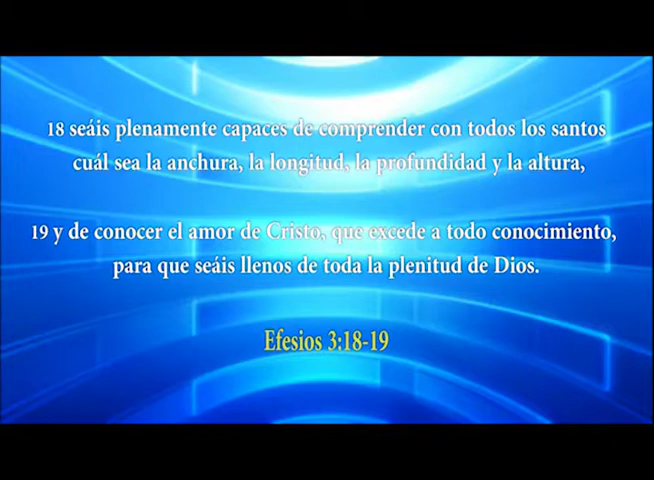 18 seáis plenamente capaces de comprender con todos los santos
cuál sea la anchura, la longitud, la profundidad y la altura,
19 y de conocer el amor de Cristo, que excede a todo conocimiento,
para que seáis llenos de toda la plenitud de Dios.
Efesios 3:18-19